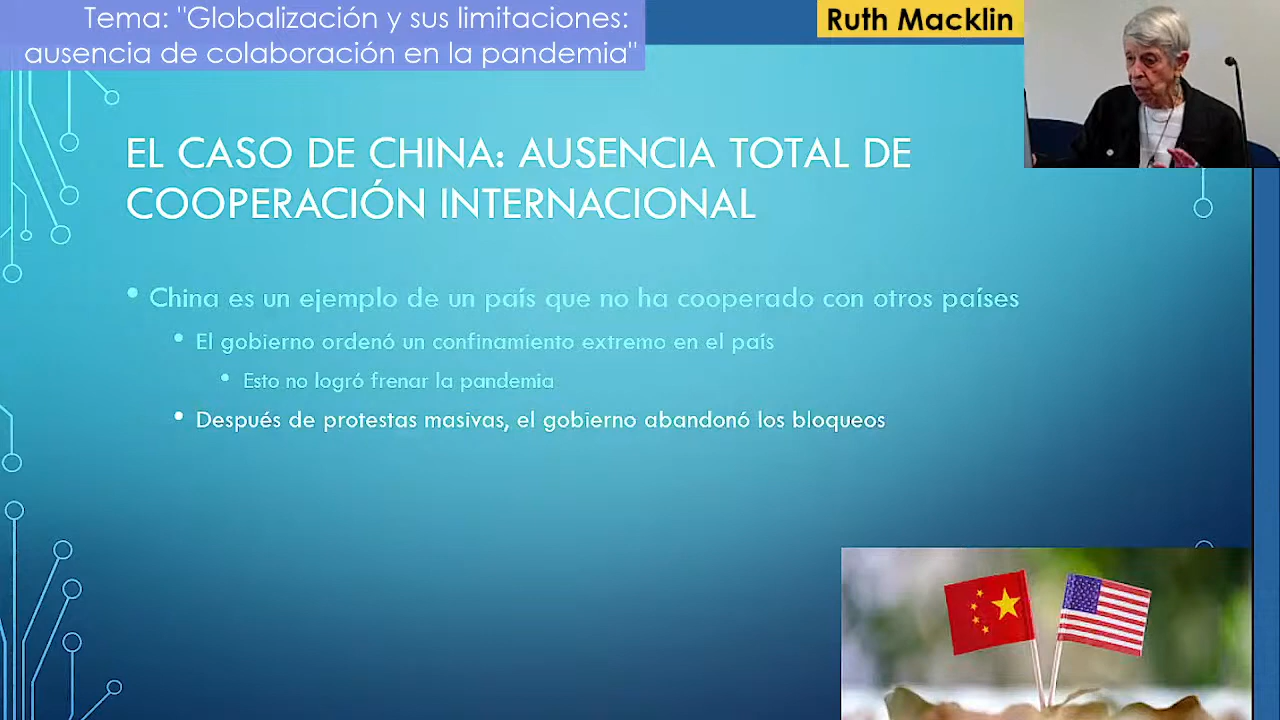 Tema: "Globalización y sus limitaciones:
ausencia de colaboración en la pandemia"
Ruth Macklin
EL CASO DE CHINA: AUSENCIA TOTAL DE
COOPERACIÓN INTERNACIONAL
• China es un ejemplo de un país que no ha cooperado con otros países
• El gobierno ordenó un confinamiento extremo en el país
• Esto no logró frenar la pandemia
• Después de protestas masivas, el gobierno abandonó los bloqueos